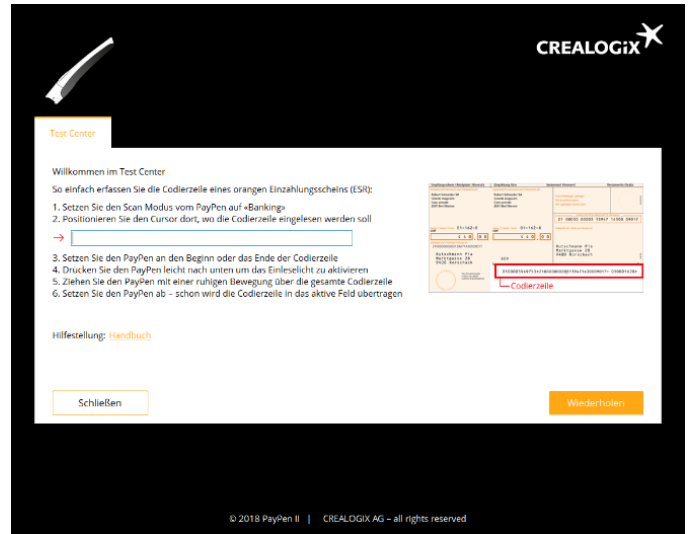 CREALOGIX
Test Center
Willkommen im Test Center
So einfach erfassen Sie die Codierzeile eines orangen Einzahlungsscheins (ESR):
1. Setzen Sie den Scan Modus vom PayPen auf «Banking»
2. Positionieren Sie den Cursor dort, wo die Codierzeile eingelesen werden soll
3. Setzen Sie den PayPen an den Beginn oder das Ende der Codierzeile
4. Drücken Sie den PayPen leicht nach unten um das Einleselicht zu aktivieren
5. Ziehen Sie den PayPen mit einer ruhigen Bewegung über die gesamte Codierzeile
6. Setzen Sie den PayPen ab – schon wird die Codierzeile in das aktive Feld übertragen
Codierzeile
Hilfestellung: Handbuch
Schließen
Wiederholen
© 2018 PayPen II | CREALOGIX AG – all rights reserved